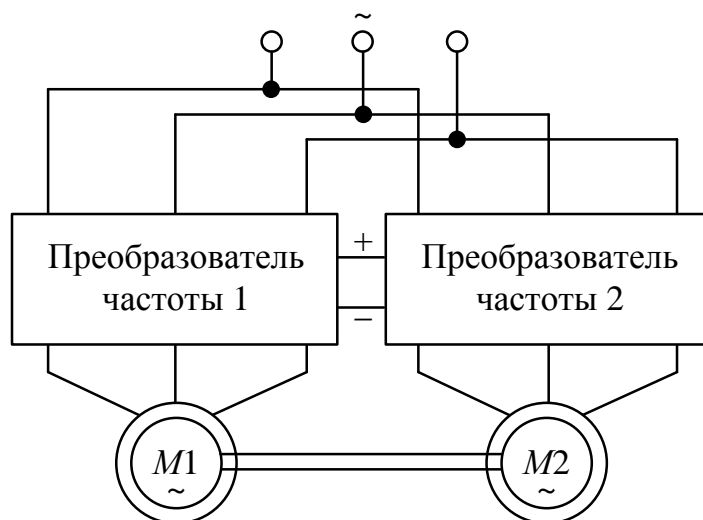 ~
Преобразователь
частоты 1
+
−
Преобразователь
частоты 2
M1
~
M2
~